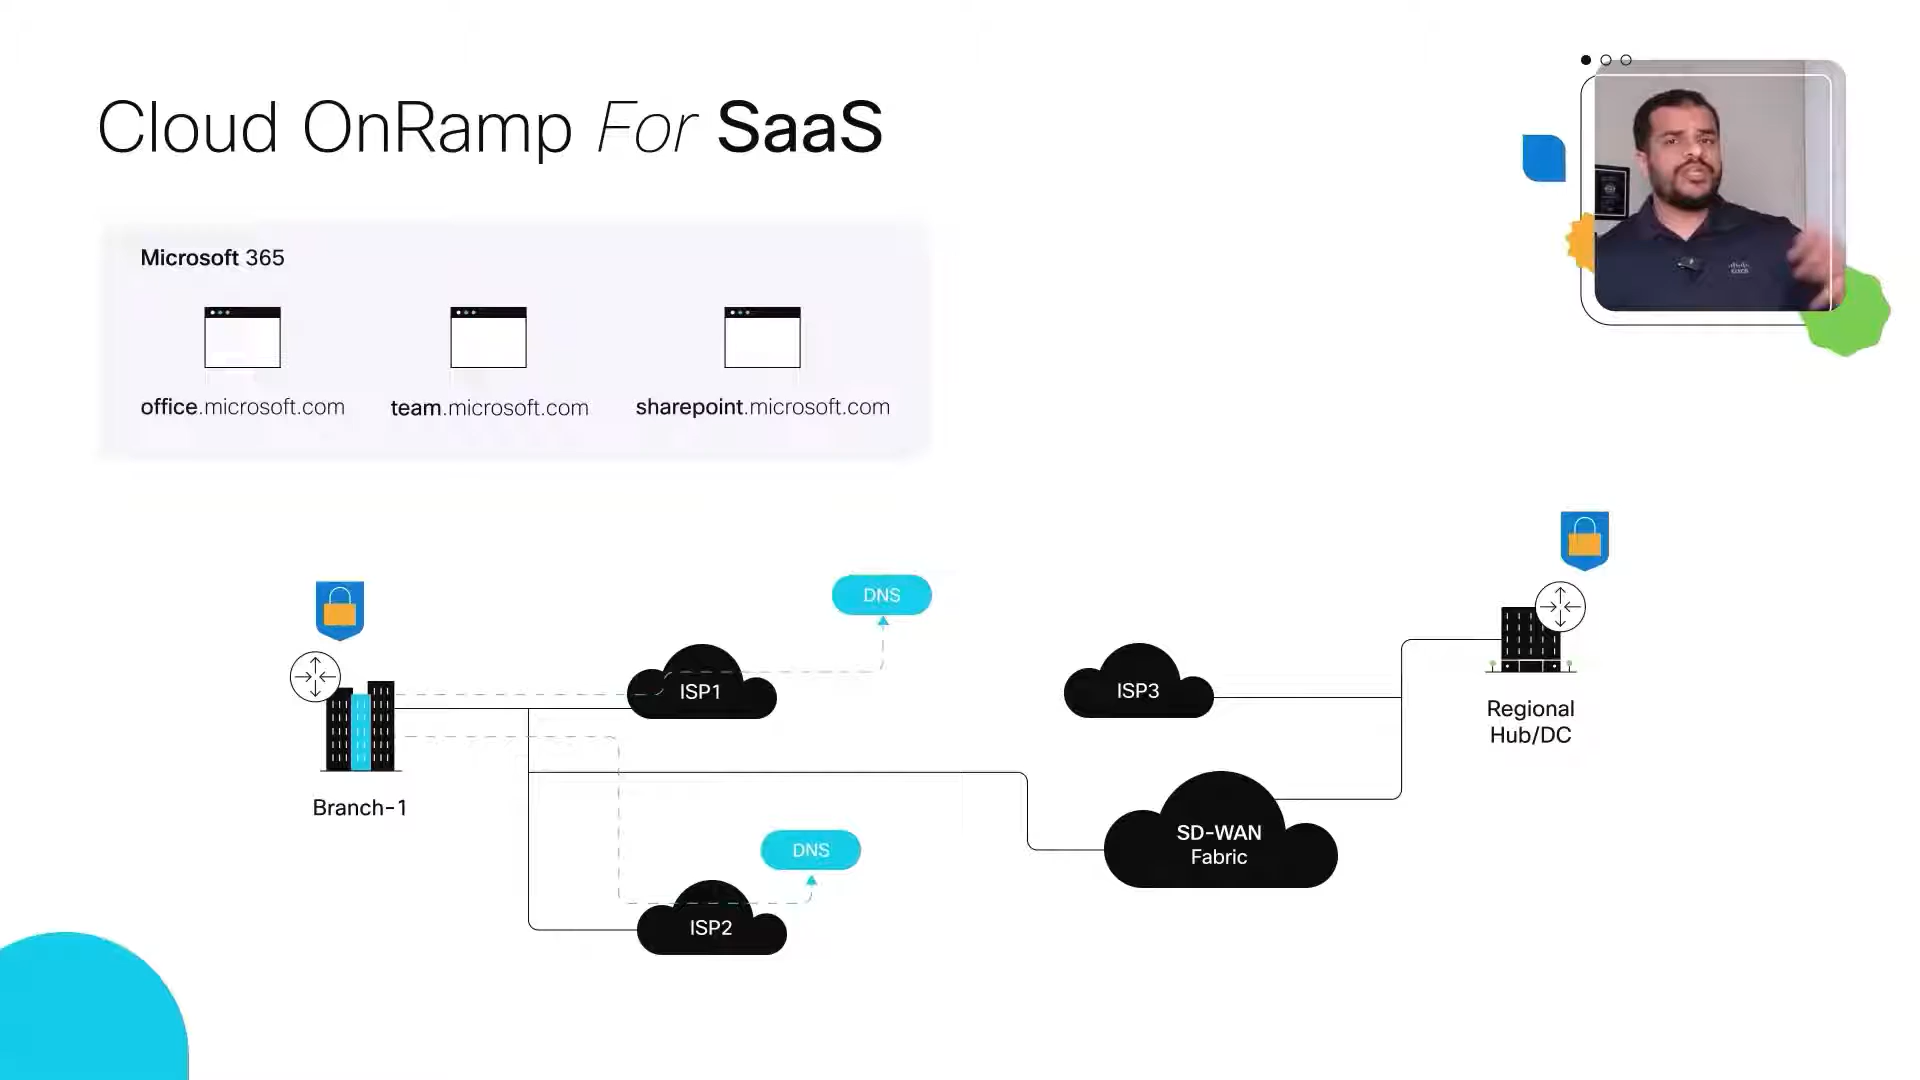 Cloud OnRamp For SaaS
Microsoft 365
office.microsoft.com
team.microsoft.com
sharepoint.microsoft.com
DNS
ISP1
ISP3
Regional
Hub/DC
Branch-1
SD-WAN
Fabric
DNS
ISP2
CISCO